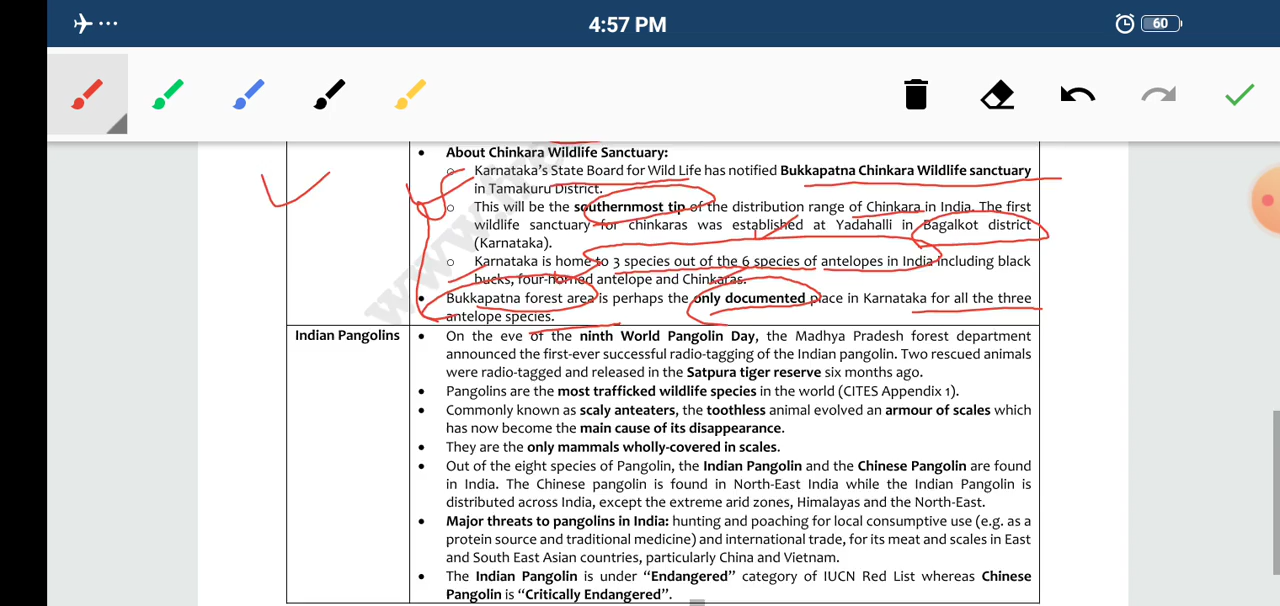 4:57 PM
60
• About Chinkara Wildlife Sanctuary:
o Karnataka's State Board for Wild Life has notified Bukkapatna Chinkara Wildlife sanctuary
in Tamakuru District.
o This will be the southernmost tip of the distribution range of Chinkara in India. The first
wildlife sanctuary for chinkaras was established at Yadahalli in Bagalkot district
(Karnataka).
o Karnataka is home to 3 species out of the 6 species of antelopes in India including black
bucks, four-horned antelope and Chinkaras.
• Bukkapatna forest area is perhaps the only documented place in Karnataka for all the three
antelope species.
Indian Pangolins
• On the eve of the ninth World Pangolin Day, the Madhya Pradesh forest department
announced the first-ever successful radio-tagging of the Indian pangolin. Two rescued animals
were radio-tagged and released in the Satpura tiger reserve six months ago.
• Pangolins are the most trafficked wildlife species in the world (CITES Appendix 1).
• Commonly known as scaly anteaters, the toothless animal evolved an armour of scales which
has now become the main cause of its disappearance.
• They are the only mammals wholly-covered in scales.
• Out of the eight species of Pangolin, the Indian Pangolin and the Chinese Pangolin are found
in India. The Chinese pangolin is found in North-East India while the Indian Pangolin is
distributed across India, except the extreme arid zones, Himalayas and the North-East.
• Major threats to pangolins in India: hunting and poaching for local consumptive use (e.g. as a
protein source and traditional medicine) and international trade, for its meat and scales in East
and South East Asian countries, particularly China and Vietnam.
• The Indian Pangolin is under "Endangered" category of IUCN Red List whereas Chinese
Pangolin is "Critically Endangered".